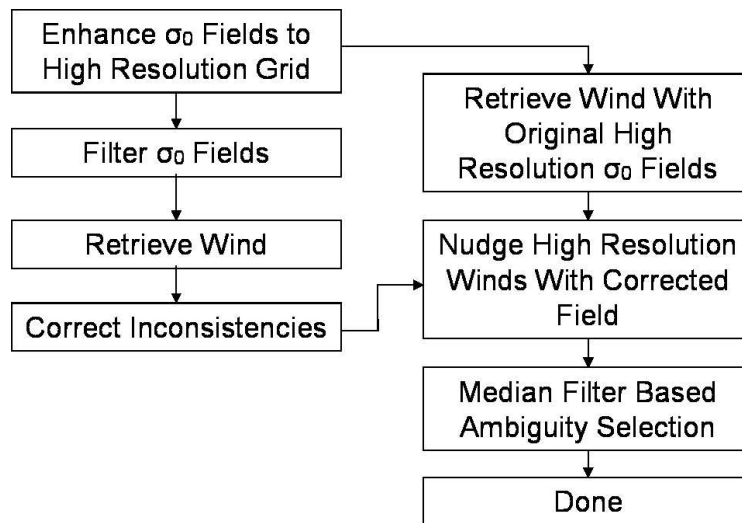 Enhance σ₀ Fields to
High Resolution Grid
Filter σ₀ Fields
Retrieve Wind
Correct Inconsistencies
Retrieve Wind With
Original High
Resolution σ₀ Fields
Nudge High Resolution
Winds With Corrected
Field
Median Filter Based
Ambiguity Selection
Done